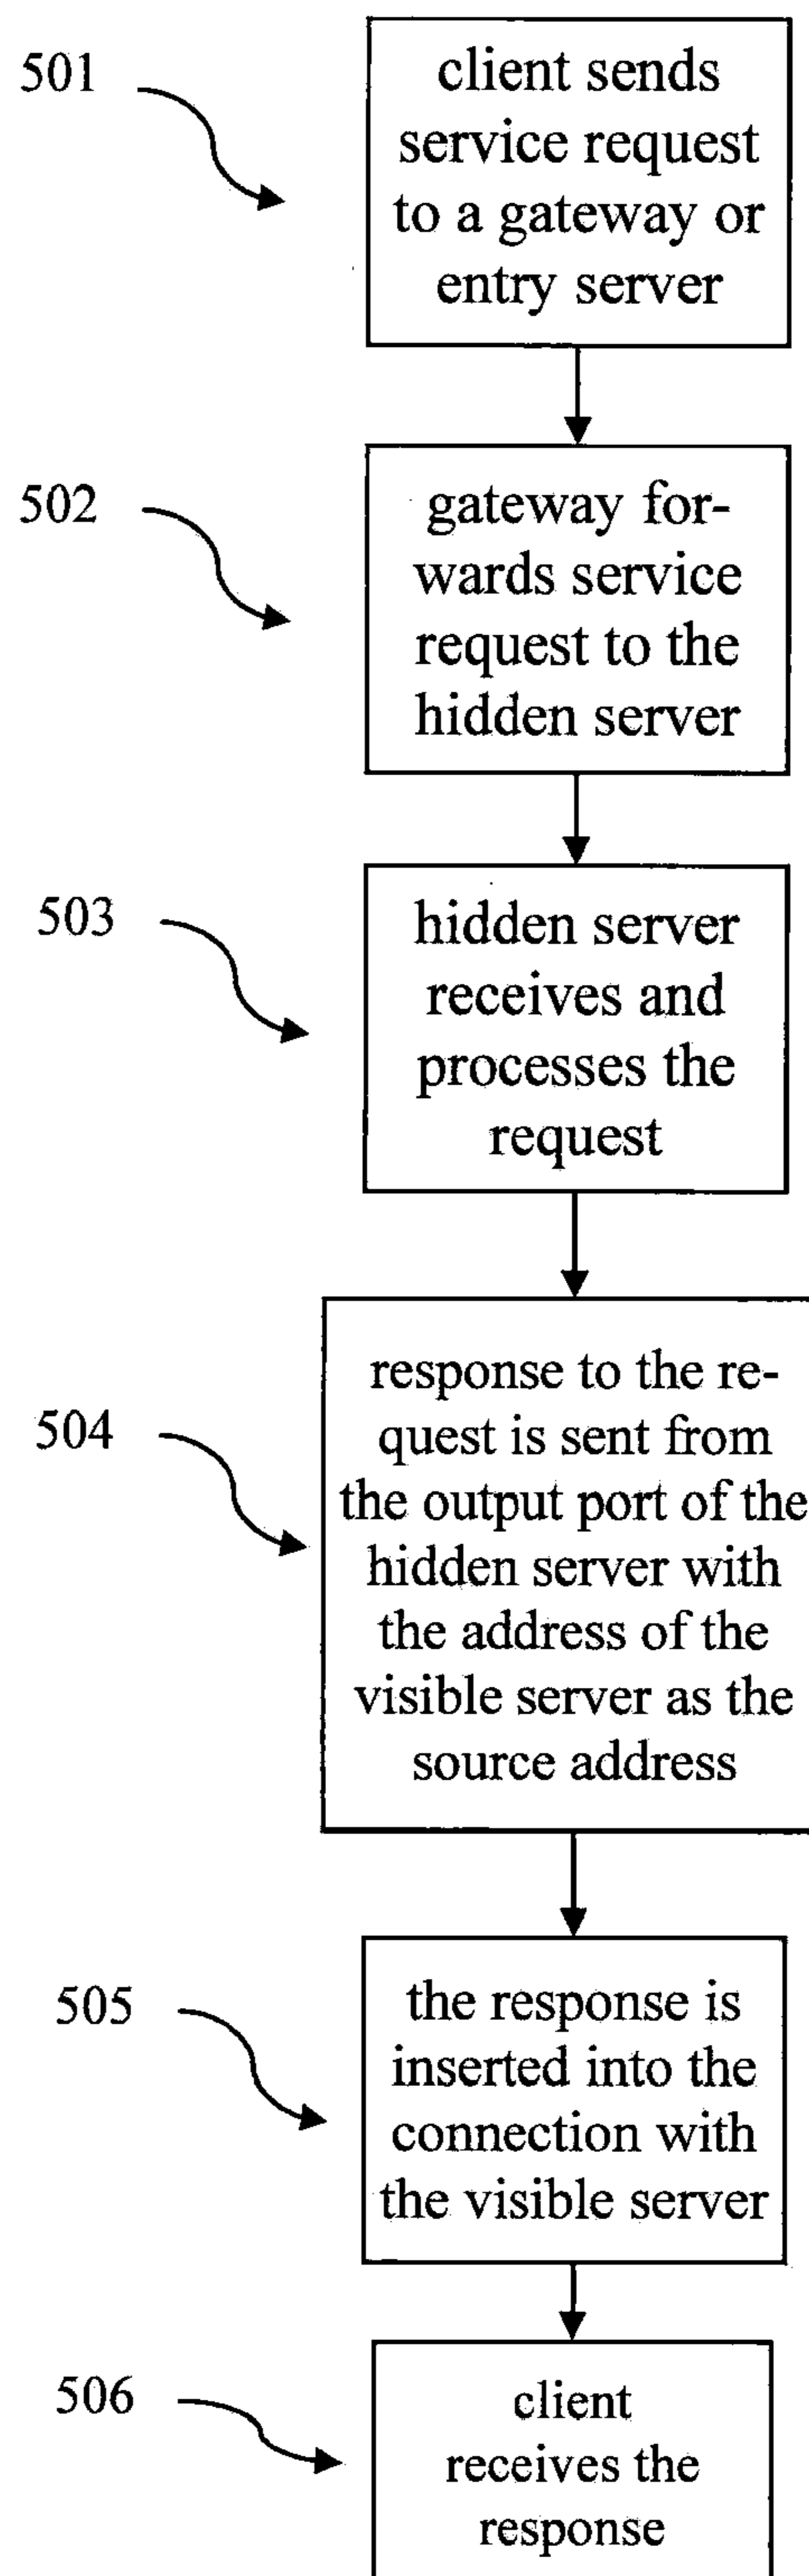 501
client sends
service request
to a gateway or
entry server
502
gateway for-
wards service
request to the
hidden server
503
hidden server
receives and
processes the
request
504
response to the re-
quest is sent from
the output port of the
hidden server with
the address of the
visible server as the
source address
505
the response is
inserted into the
connection with
the visible server
506
client
receives the
response